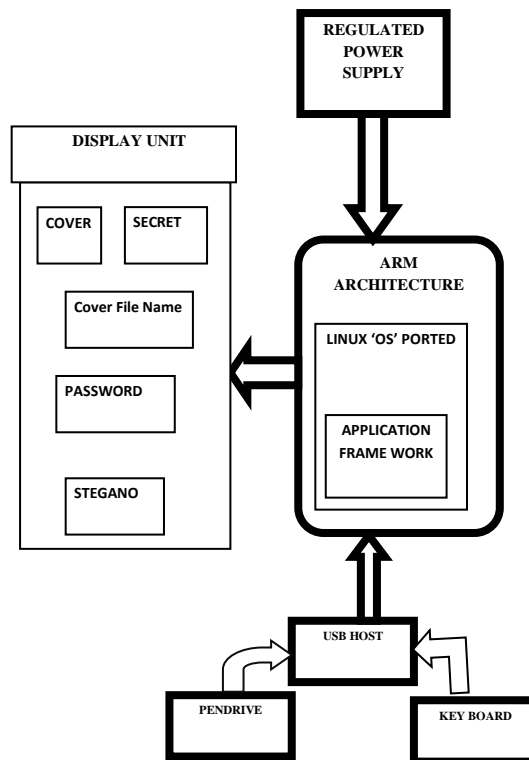 REGULATED
POWER
SUPPLY
DISPLAY UNIT
COVER
SECRET
Cover File Name
PASSWORD
STEGANO
ARM
ARCHITECTURE
LINUX ‘OS’ PORTED
APPLICATION
FRAME WORK
USB HOST
PENDRIVE
KEY BOARD